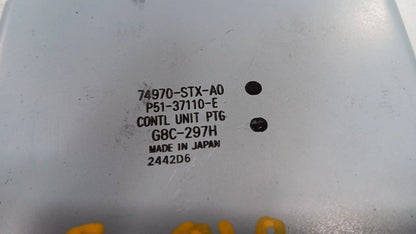 74970-STX-A0
P51-37110-E
CONTL UNIT PTG
G8C-297H
MADE IN JAPAN
2442D6